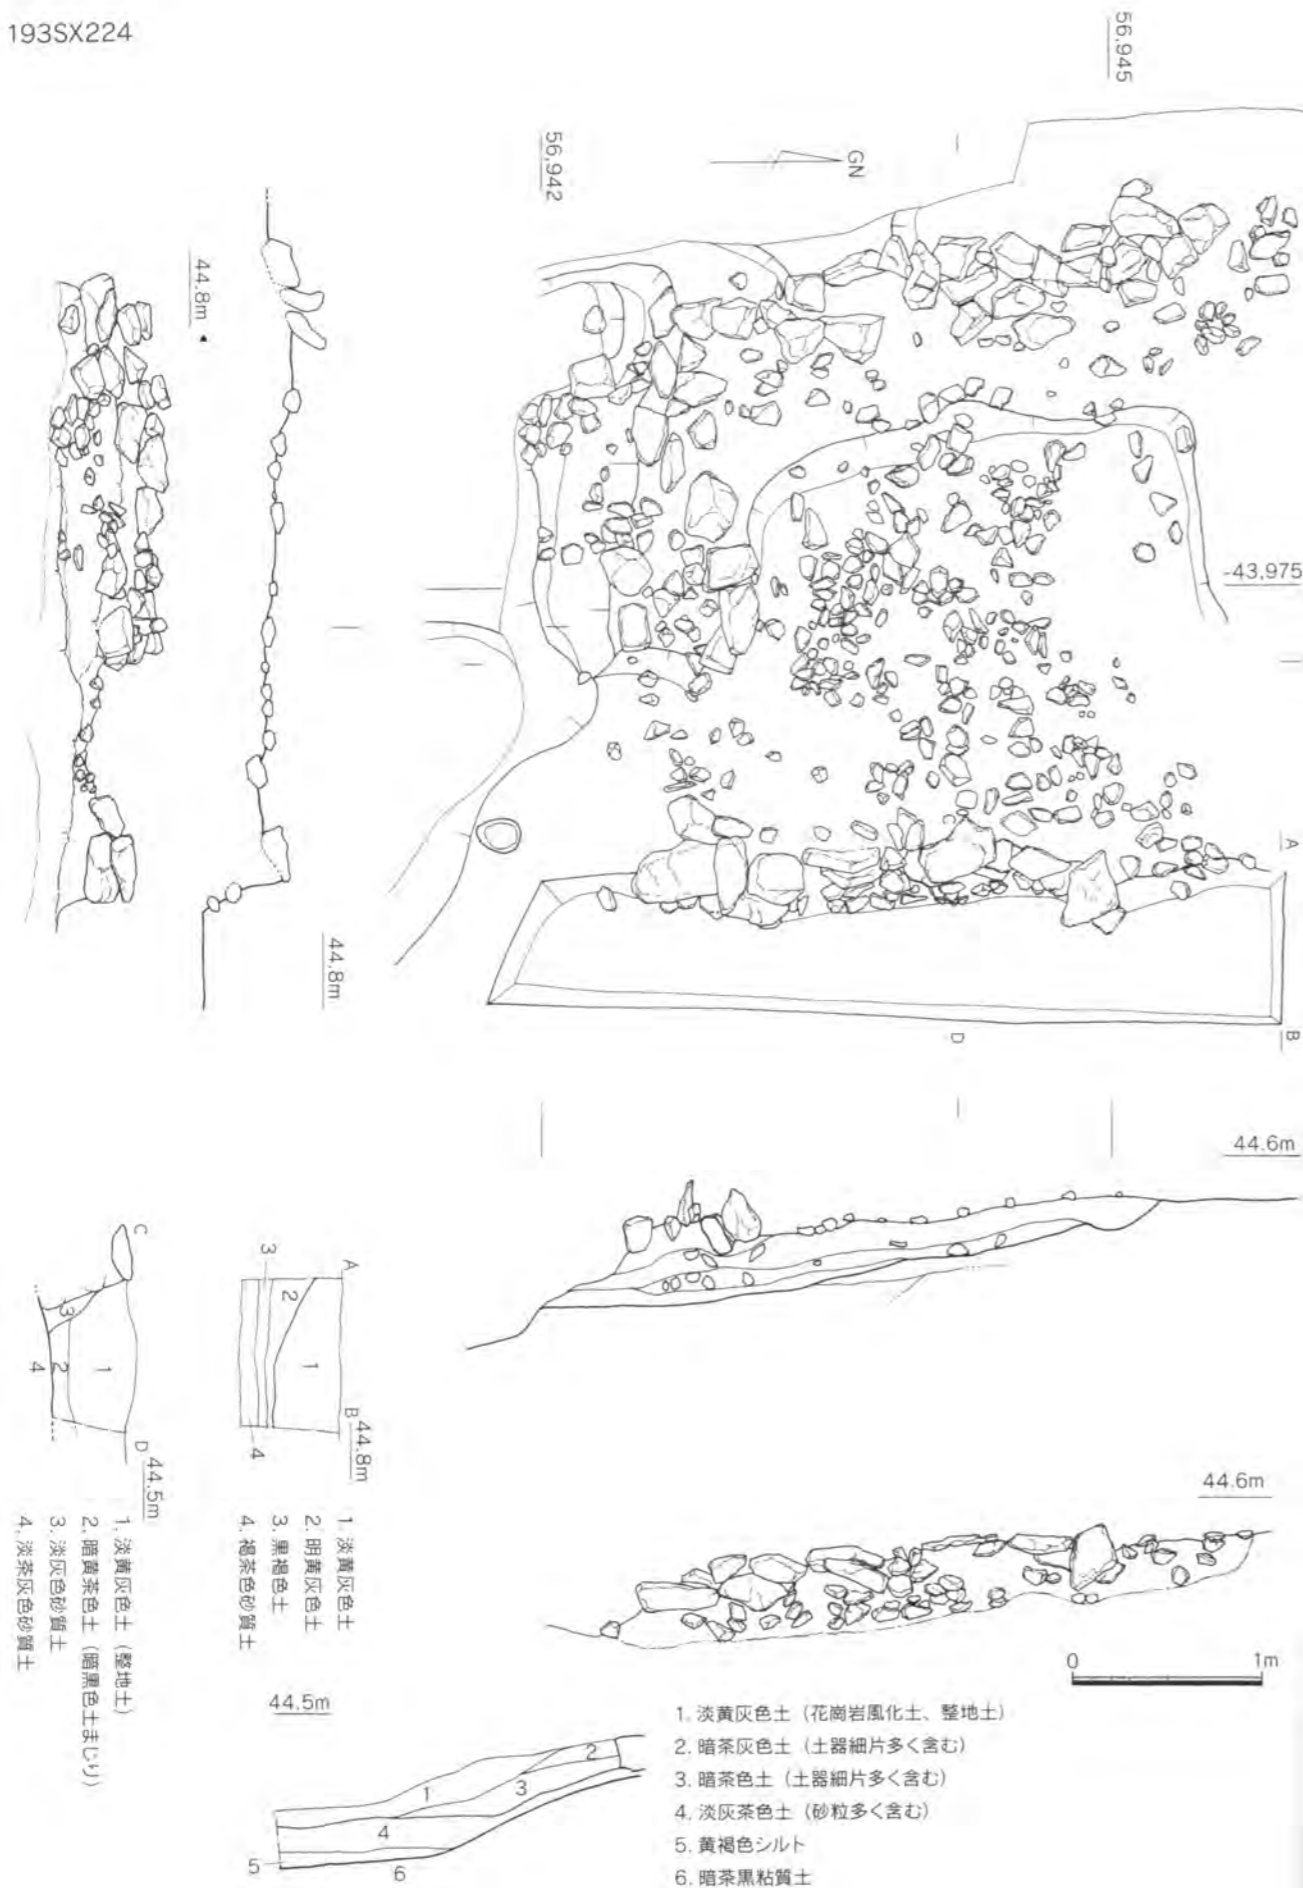 193SX224
56,945
56,942
GN
44.8m
44.8m
-43,975
A
B
D
44.6m
C
D
44.5m
3
1
2
4
1. 淡黄灰色土（整地土）
2. 暗黄茶色土（暗黒色土まじり）
3. 淡灰色砂質土
4. 淡茶灰色砂質土
A
B
44.8m
3
2
1
4
1. 淡黄灰色土
2. 明黄灰色土
3. 黒褐色土
4. 褐茶色砂質土
44.6m
0 1m
44.5m
1
2
3
4
5
6
1. 淡黄灰色土（花崗岩風化土、整地土）
2. 暗茶灰色土（土器細片多く含む）
3. 暗茶色土（土器細片多く含む）
4. 淡灰茶色土（砂粒多く含む）
5. 黄褐色シルト
6. 暗茶黒粘質土